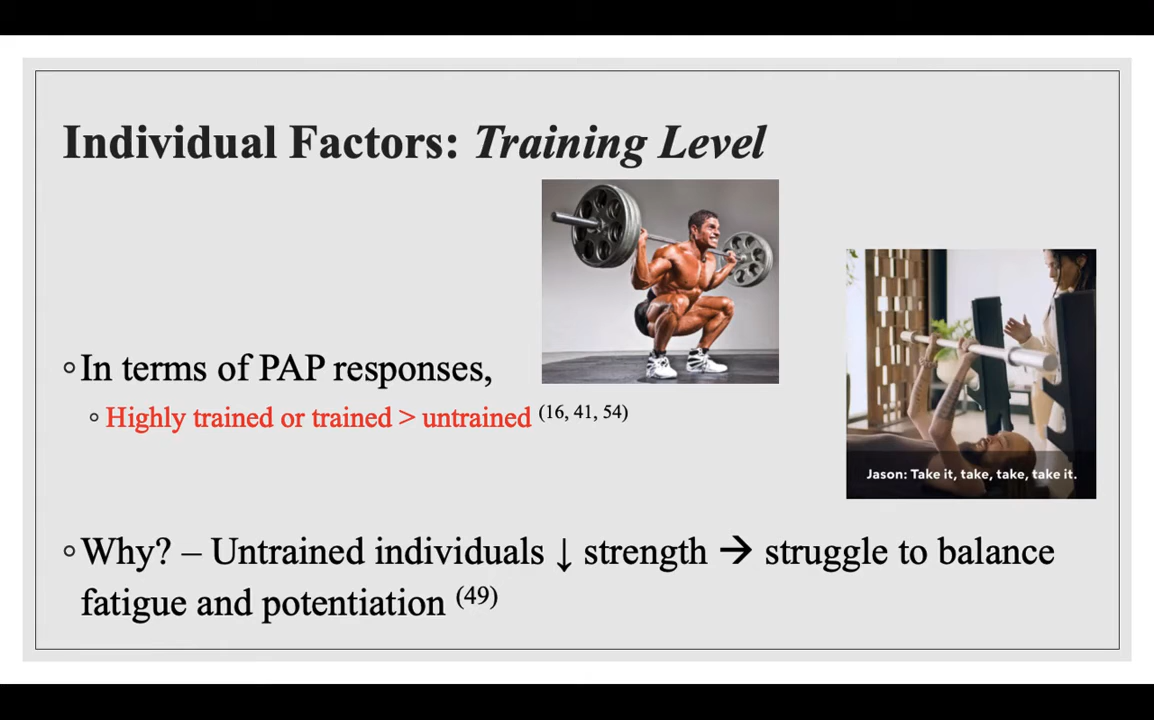 Individual Factors: Training Level
◦In terms of PAP responses,
◦ Highly trained or trained > untrained (16, 41, 54)
Jason: Take it, take, take, take it.
◦Why? – Untrained individuals ↓ strength → struggle to balance
fatigue and potentiation (49)